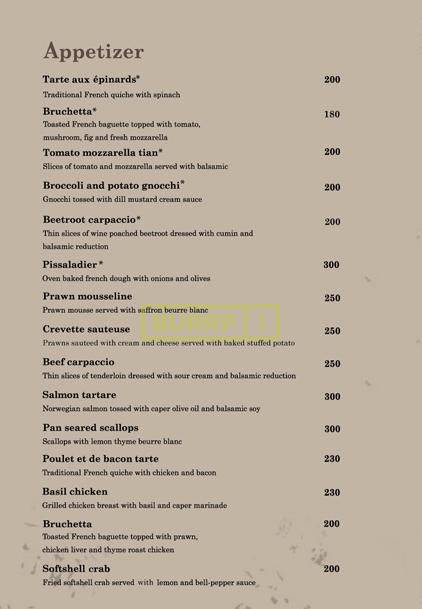 Appetizer
Tarte aux épinards* 200
Traditional French quiche with spinach
Bruchetta* 180
Toasted French baguette topped with tomato,
mushroom, fig and fresh mozzarella
Tomato mozzarella tian* 200
Slices of tomato and mozzarella served with balsamic
Broccoli and potato gnocchi* 200
Gnocchi tossed with dill mustard cream sauce
Beetroot carpaccio* 200
Thin slices of wine poached beetroot dressed with cumin and
balsamic reduction
Pissaladier* 300
Oven baked french dough with onions and olives
Prawn mousseline 250
Prawn mousse served with saffron beurre blanc
BURRP!
Crevette sauteuse 250
Prawns sauteed with cream and cheese served with baked stuffed potato
Beef carpaccio 250
Thin slices of tenderloin dressed with sour cream and balsamic reduction
Salmon tartare 300
Norwegian salmon tossed with caper olive oil and balsamic soy
Pan seared scallops 300
Scallops with lemon thyme beurre blanc
Poulet et de bacon tarte 230
Traditional French quiche with chicken and bacon
Basil chicken 230
Grilled chicken breast with basil and caper marinade
Bruchetta 200
Toasted French baguette topped with prawn,
chicken liver and thyme roast chicken
Softshell crab 200
Fried softshell crab served with lemon and bell-pepper sauce